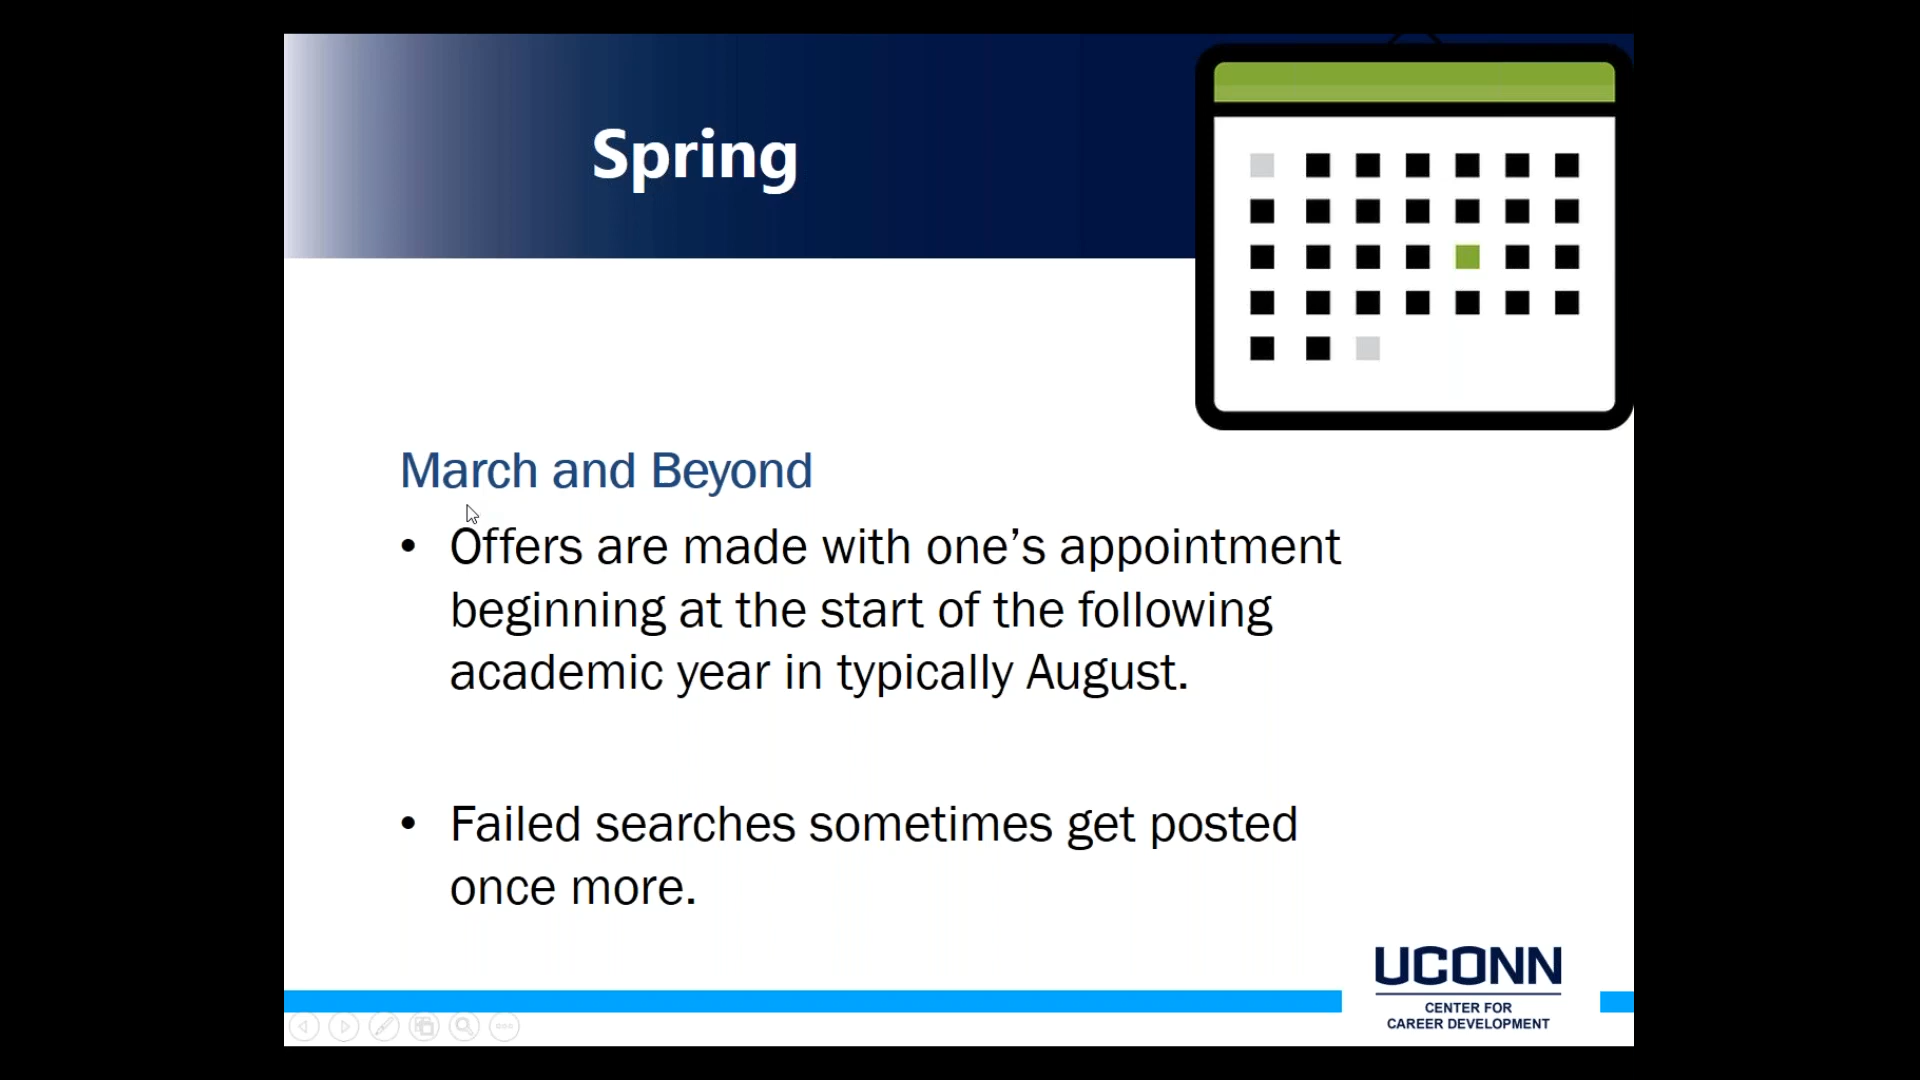 Spring
March and Beyond
• Offers are made with one’s appointment
beginning at the start of the following
academic year in typically August.
• Failed searches sometimes get posted
once more.
UCONN
CENTER FOR
CAREER DEVELOPMENT